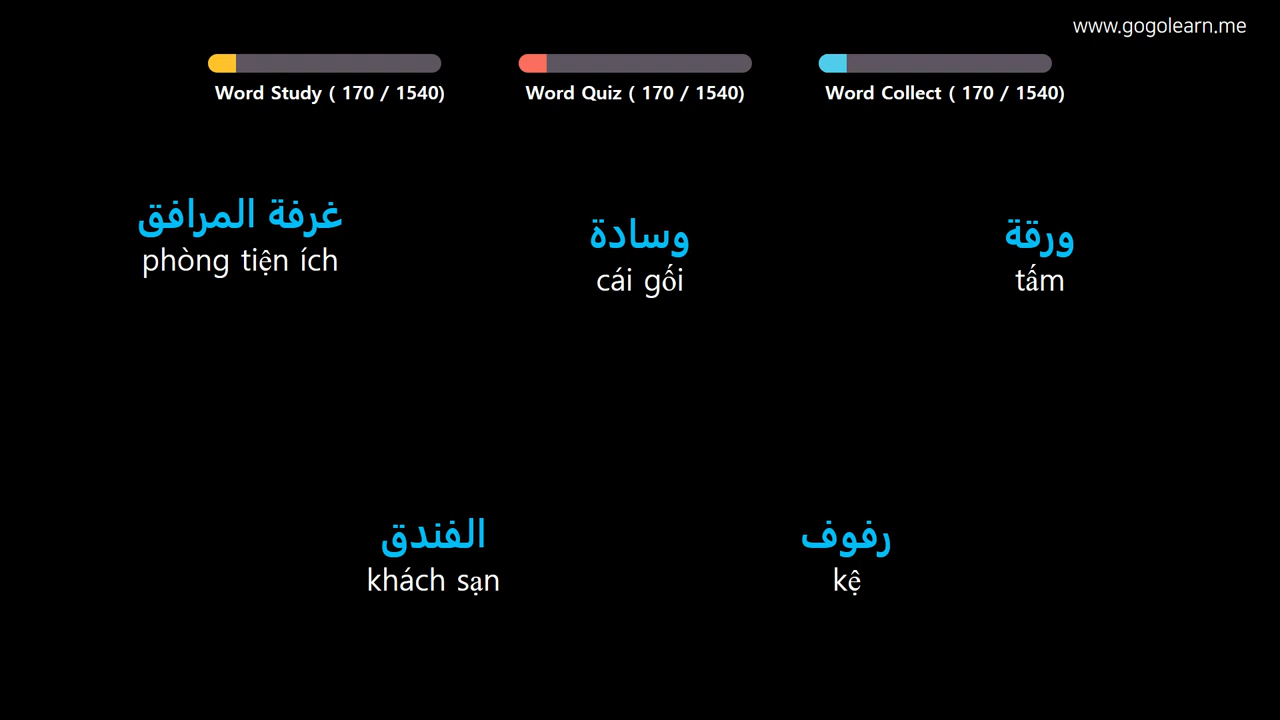 www.gogolearn.me
Word Study ( 170 / 1540)
Word Quiz ( 170 / 1540)
Word Collect ( 170 / 1540)
غرفة المرافق
phòng tiện ích
وسادة
cái gối
ورقة
tấm
الفندق
khách sạn
رفوف
kệ